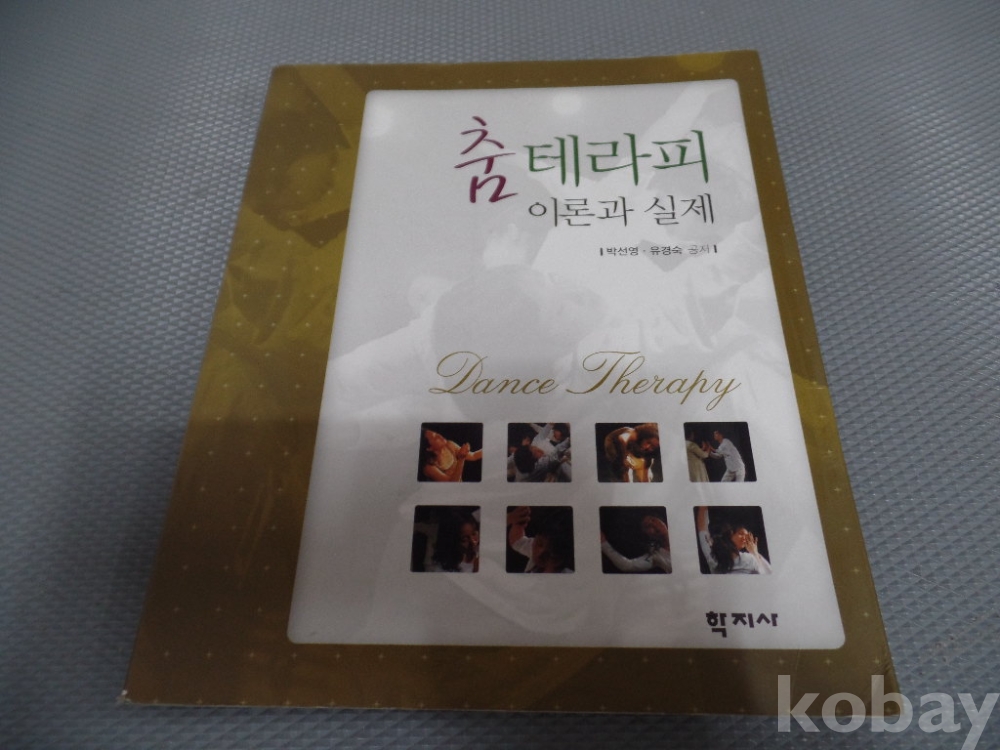 춤 테라피
이론과 실제
박선영 · 유경숙 공저
Dance Therapy
학지사
kobay